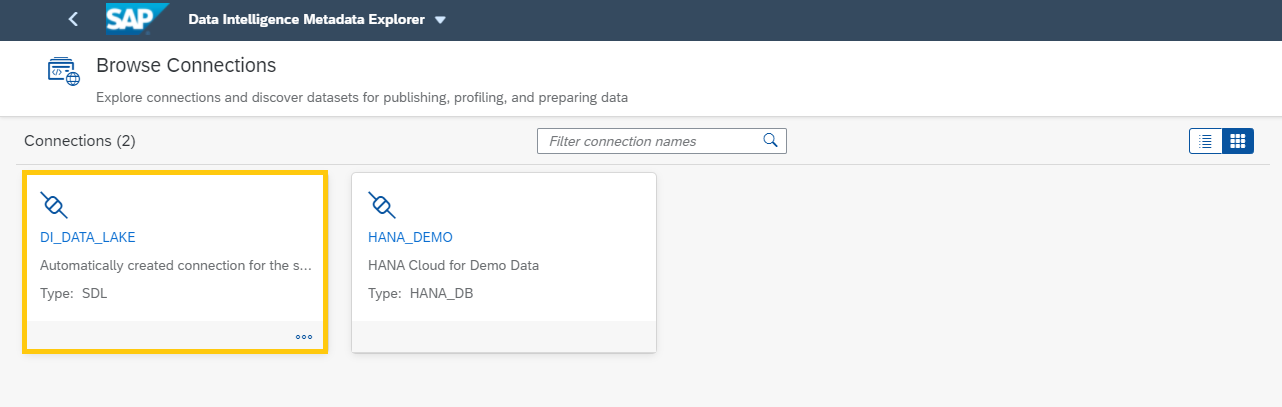 SAP Data Intelligence Metadata Explorer
Browse Connections
Explore connections and discover datasets for publishing, profiling, and preparing data
Connections (2)
Filter connection names
DI_DATA_LAKE
Automatically created connection for the s...
Type: SDL
HANA_DEMO
HANA Cloud for Demo Data
Type: HANA_DB